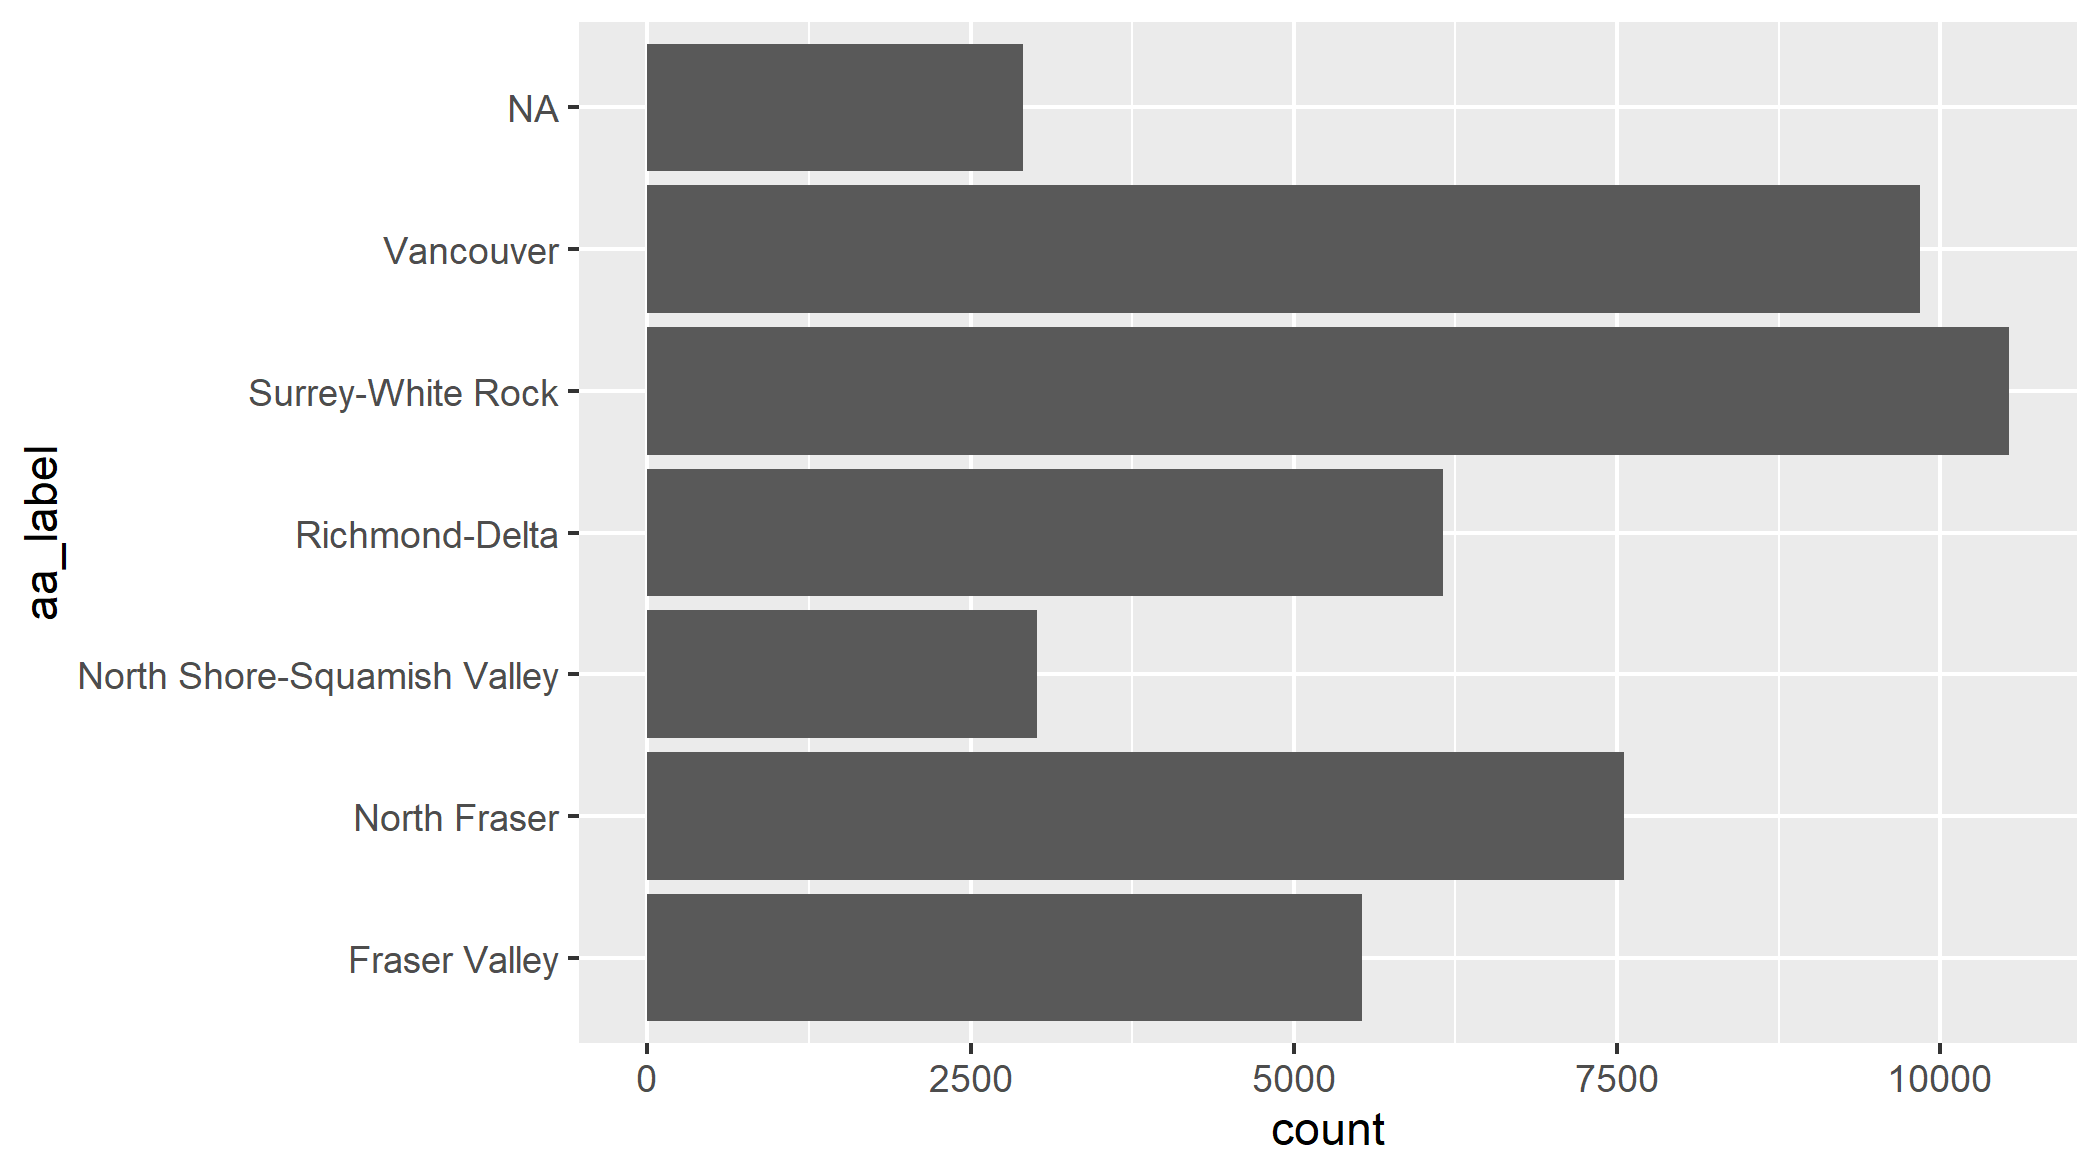 NA
Vancouver
Surrey-White Rock
Richmond-Delta
North Shore-Squamish Valley
North Fraser
Fraser Valley
aa_label
0 2500 5000 7500 10000
count